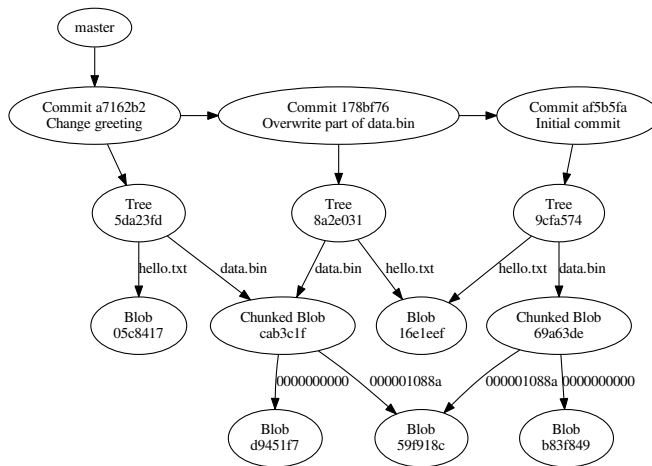 master
Commit a7162b2
Change greeting
Commit 178bf76
Overwrite part of data.bin
Commit af5b5fa
Initial commit
Tree
5da23fd
Tree
8a2e031
Tree
9cfa574
hello.txt
data.bin
data.bin
hello.txt
hello.txt
data.bin
Blob
05c8417
Chunked Blob
cab3c1f
Blob
16e1eef
Chunked Blob
69a63de
0000000000
000001088a
000001088a
0000000000
Blob
d9451f7
Blob
59f918c
Blob
b83f849